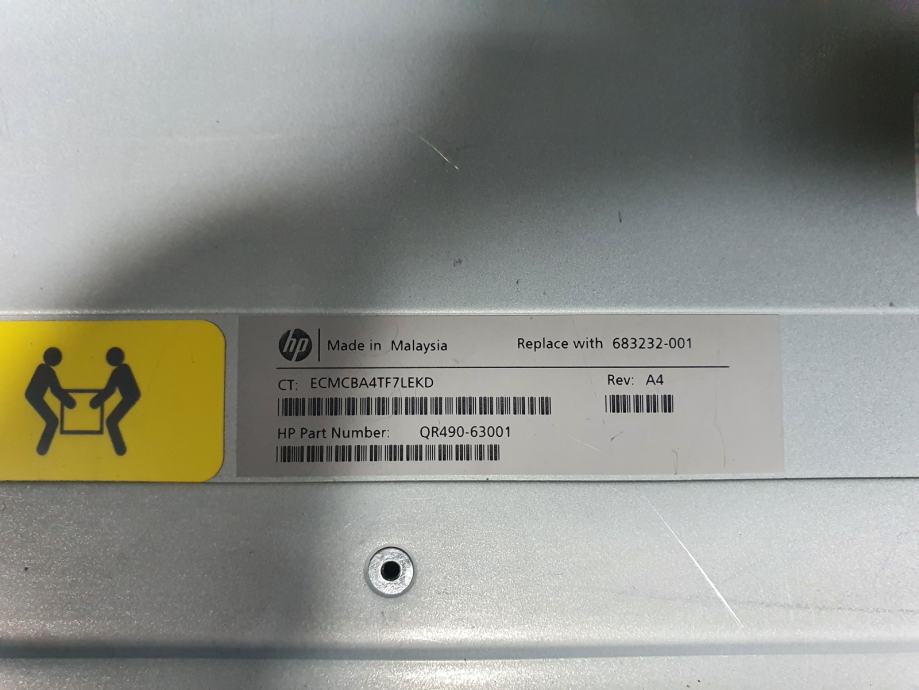 hp Made in Malaysia Replace with 683232-001
CT: ECMCBA4TF7LEKD Rev: A4
HP Part Number: QR490-63001